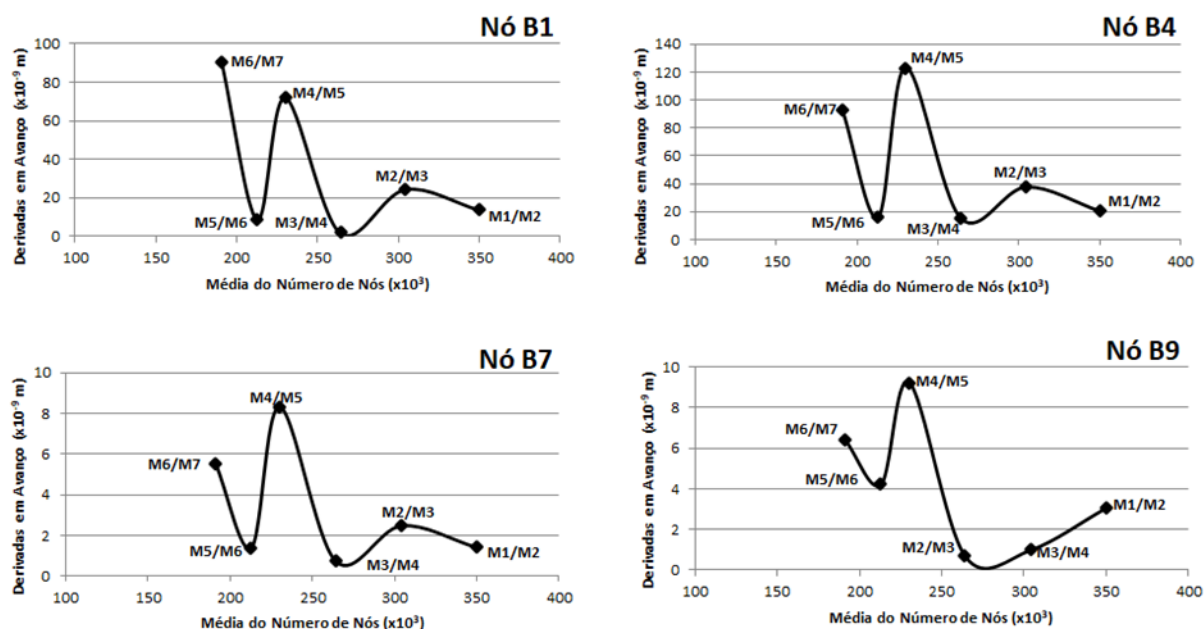 Nó B1
Derivadas em Avanço (x10⁻⁹ m)
100
80
60
40
20
0
M6/M7
M4/M5
M2/M3
M5/M6
M3/M4
M1/M2
100 150 200 250 300 350 400
Média do Número de Nós (x10³)
Nó B4
Derivadas em Avanço (x10⁻⁹ m)
140
120
100
80
60
40
20
0
M4/M5
M6/M7
M2/M3
M5/M6
M3/M4
M1/M2
100 150 200 250 300 350 400
Média do Número de Nós (x10³)
Nó B7
Derivadas em Avanço (x10⁻⁹ m)
10
8
6
4
2
0
M4/M5
M6/M7
M2/M3
M5/M6
M3/M4
M1/M2
100 150 200 250 300 350 400
Média do Número de Nós (x10³)
Nó B9
Derivadas em Avanço (x10⁻⁹ m)
10
8
6
4
2
0
M4/M5
M6/M7
M5/M6
M1/M2
M2/M3
M3/M4
100 150 200 250 300 350 400
Média do Número de Nós (x10³)